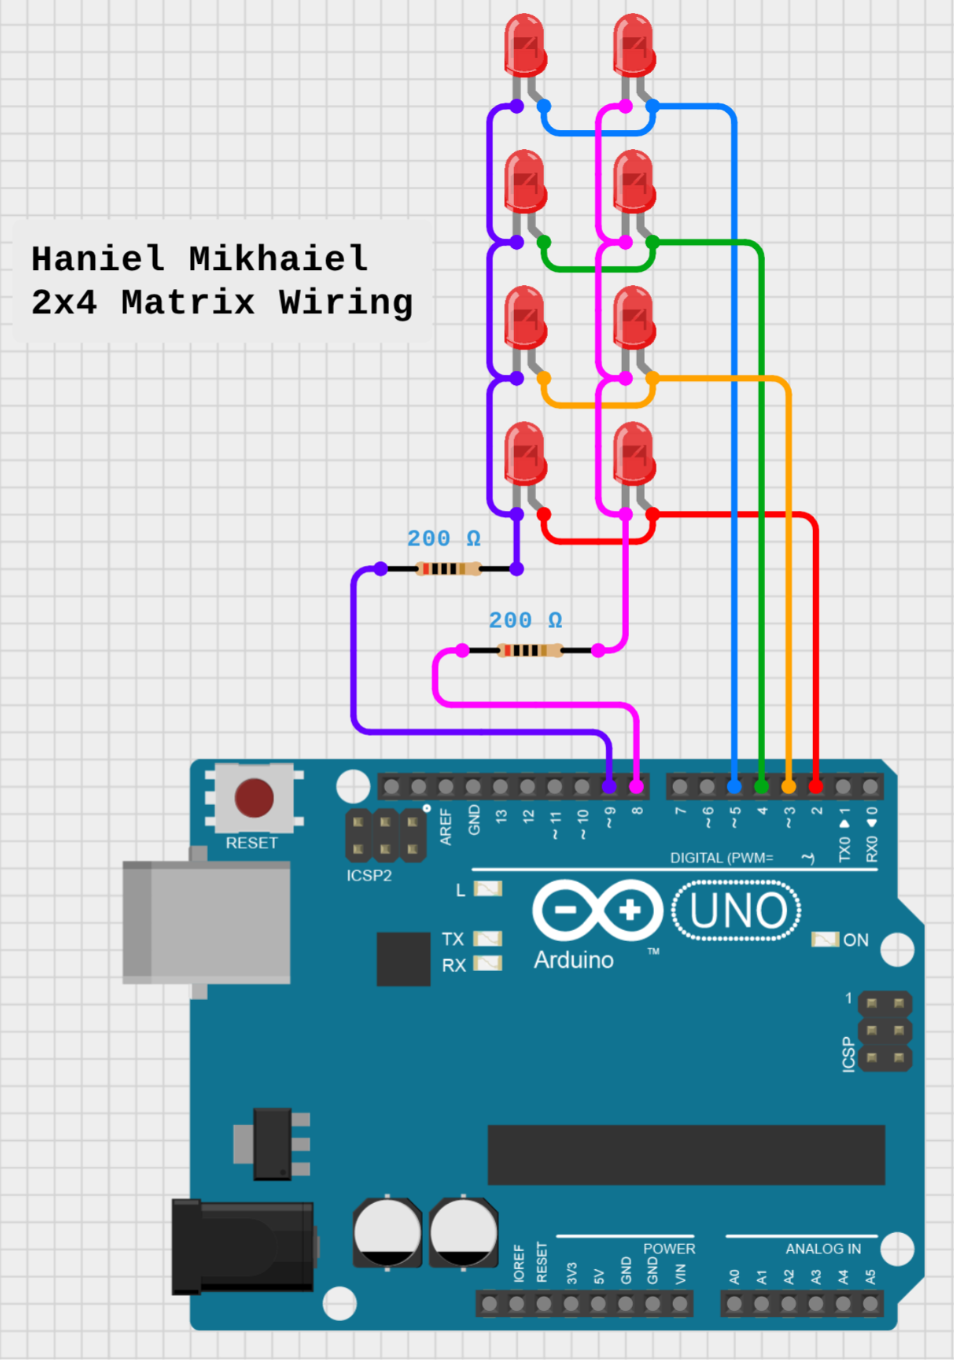 Haniel Mikhaiel
2x4 Matrix Wiring
200 Ω
200 Ω
RESET
ICSP2
AREF
GND
13
12
~ 11
~ 10
~ 9
8
7
~ 6
~ 5
4
~ 3
2
TX0 ▶ 1
RX0 ◀ 0
DIGITAL (PWM= ~)
L
TX
RX
UNO
Arduino
™
ON
1
ICSP
IOREF
RESET
3V3
5V
GND
GND
VIN
POWER
A0
A1
A2
A3
A4
A5
ANALOG IN